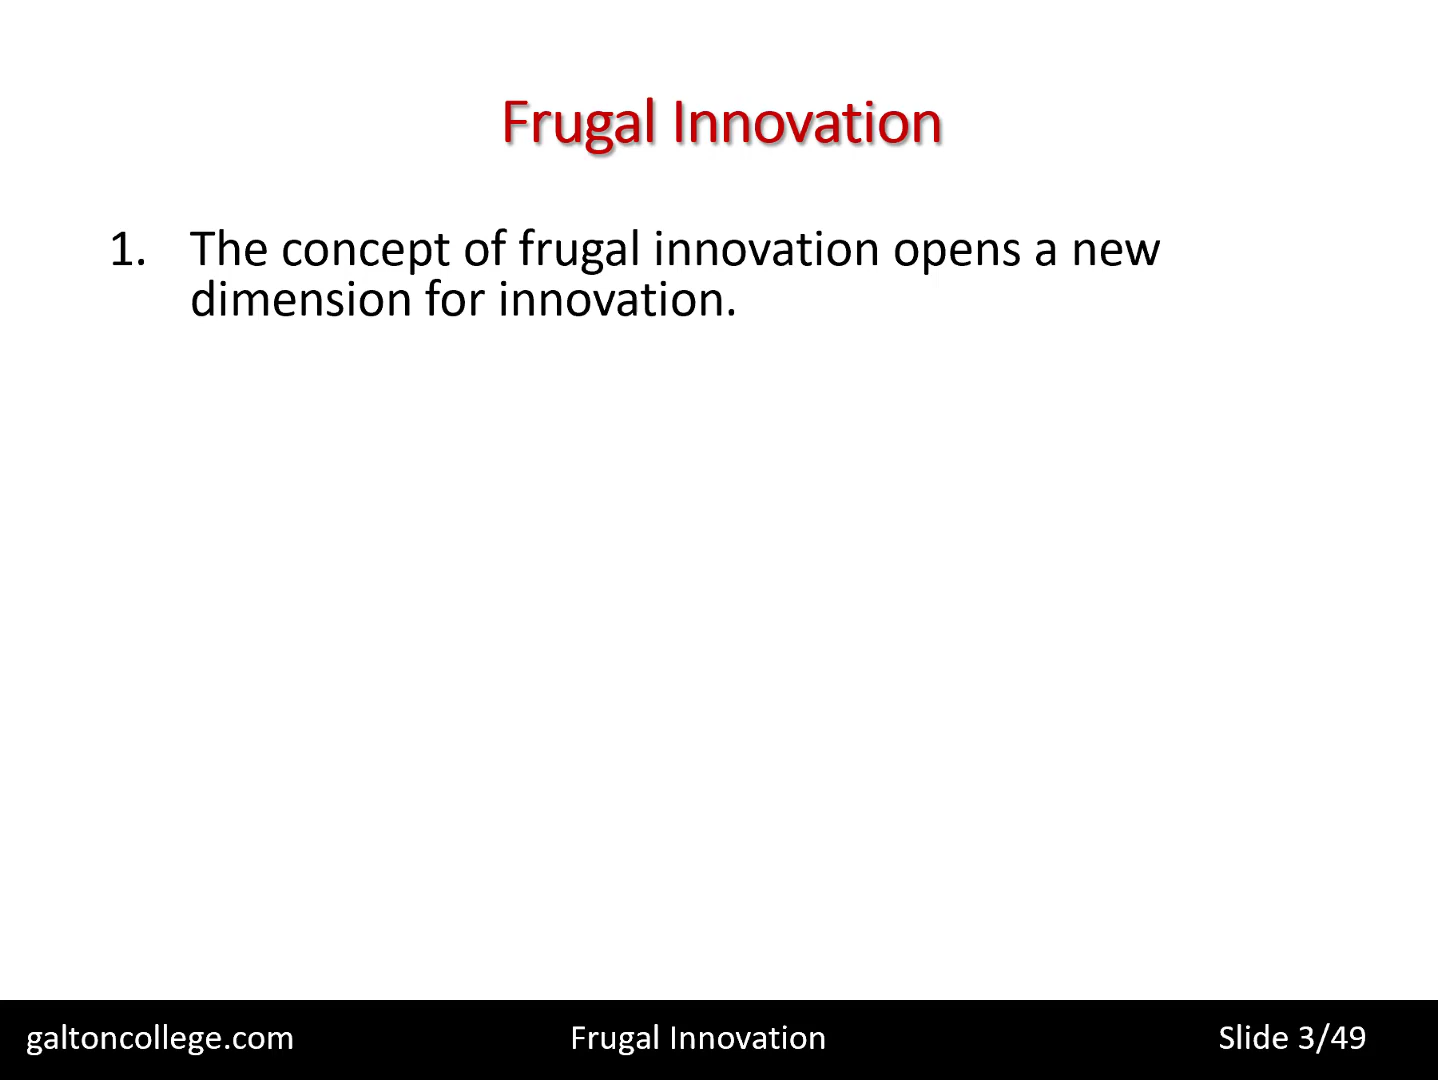 Frugal Innovation
1. The concept of frugal innovation opens a new
dimension for innovation.
galtoncollege.com Frugal Innovation Slide 3/49